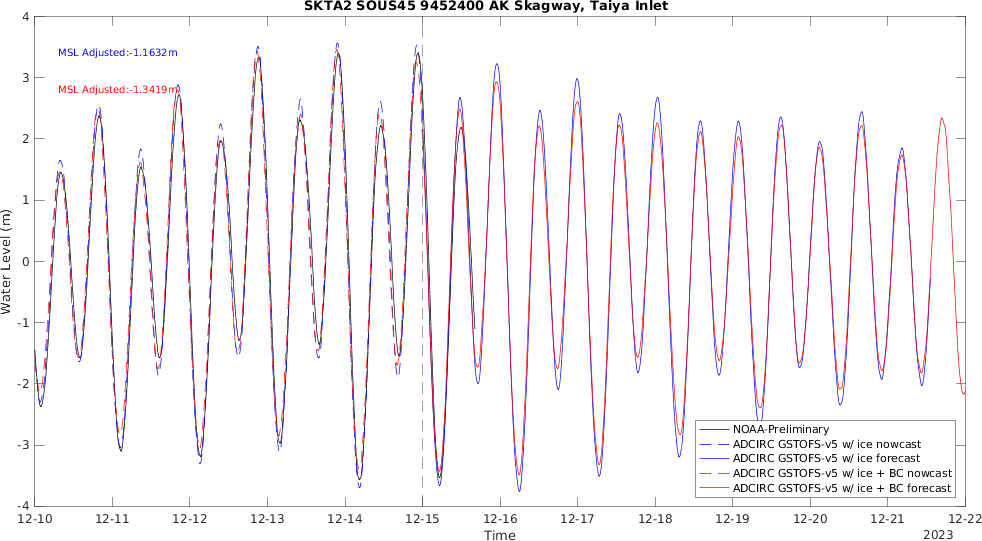 SKTA2 SOUS45 9452400 AK Skagway, Taiya Inlet
MSL Adjusted:-1.1632m
MSL Adjusted:-1.3419m
Water Level (m)
4
3
2
1
0
-1
-2
-3
-4
NOAA-Preliminary
ADCIRC GSTOFS-v5 w/ ice nowcast
ADCIRC GSTOFS-v5 w/ ice forecast
ADCIRC GSTOFS-v5 w/ ice + BC nowcast
ADCIRC GSTOFS-v5 w/ ice + BC forecast
12-10 12-11 12-12 12-13 12-14 12-15 12-16 12-17 12-18 12-19 12-20 12-21 12-22
Time
2023